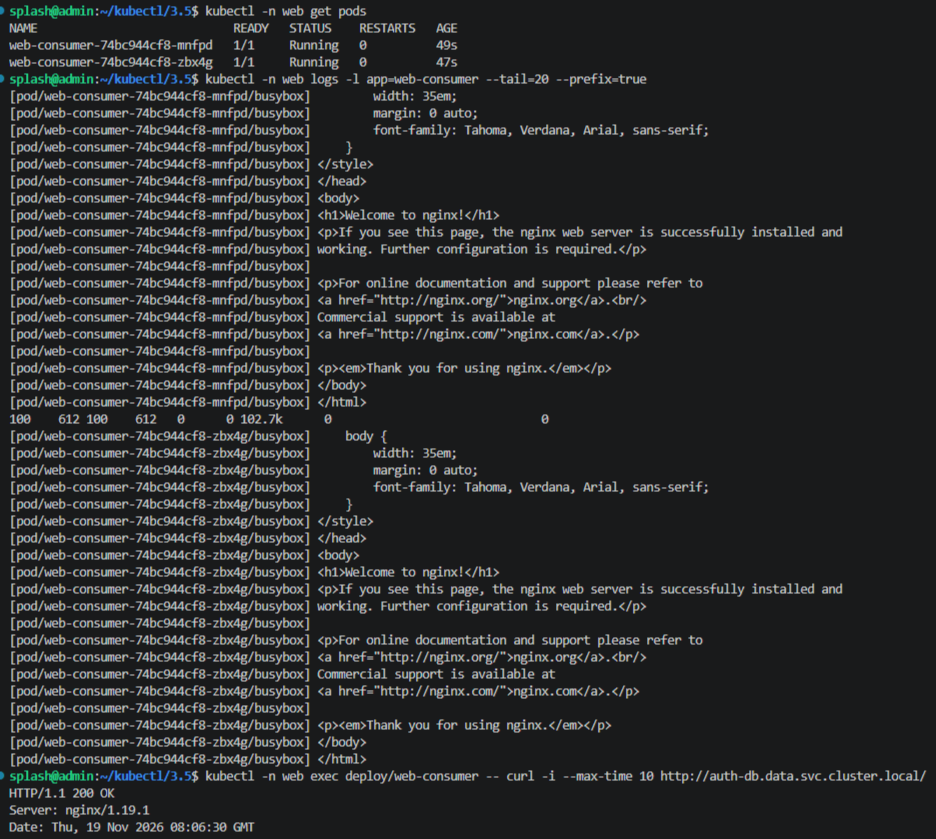 splash@admin:~/kubectl/3.5$ kubectl -n web get pods
NAME                            READY   STATUS    RESTARTS   AGE
web-consumer-74bc944cf8-mnfpd   1/1     Running   0          49s
web-consumer-74bc944cf8-zbx4g   1/1     Running   0          47s
splash@admin:~/kubectl/3.5$ kubectl -n web logs -l app=web-consumer --tail=20 --prefix=true
[pod/web-consumer-74bc944cf8-mnfpd/busybox]         width: 35em;
[pod/web-consumer-74bc944cf8-mnfpd/busybox]         margin: 0 auto;
[pod/web-consumer-74bc944cf8-mnfpd/busybox]         font-family: Tahoma, Verdana, Arial, sans-serif;
[pod/web-consumer-74bc944cf8-mnfpd/busybox]     }
[pod/web-consumer-74bc944cf8-mnfpd/busybox] </style>
[pod/web-consumer-74bc944cf8-mnfpd/busybox] </head>
[pod/web-consumer-74bc944cf8-mnfpd/busybox] <body>
[pod/web-consumer-74bc944cf8-mnfpd/busybox] <h1>Welcome to nginx!</h1>
[pod/web-consumer-74bc944cf8-mnfpd/busybox] <p>If you see this page, the nginx web server is successfully installed and
[pod/web-consumer-74bc944cf8-mnfpd/busybox] working. Further configuration is required.</p>
[pod/web-consumer-74bc944cf8-mnfpd/busybox]
[pod/web-consumer-74bc944cf8-mnfpd/busybox] <p>For online documentation and support please refer to
[pod/web-consumer-74bc944cf8-mnfpd/busybox] <a href="http://nginx.org/">nginx.org</a>.<br/>
[pod/web-consumer-74bc944cf8-mnfpd/busybox] Commercial support is available at
[pod/web-consumer-74bc944cf8-mnfpd/busybox] <a href="http://nginx.com/">nginx.com</a>.</p>
[pod/web-consumer-74bc944cf8-mnfpd/busybox]
[pod/web-consumer-74bc944cf8-mnfpd/busybox] <p><em>Thank you for using nginx.</em></p>
[pod/web-consumer-74bc944cf8-mnfpd/busybox] </body>
[pod/web-consumer-74bc944cf8-mnfpd/busybox] </html>
100    612 100    612   0      0 102.7k      0                              0
[pod/web-consumer-74bc944cf8-zbx4g/busybox]     body {
[pod/web-consumer-74bc944cf8-zbx4g/busybox]         width: 35em;
[pod/web-consumer-74bc944cf8-zbx4g/busybox]         margin: 0 auto;
[pod/web-consumer-74bc944cf8-zbx4g/busybox]         font-family: Tahoma, Verdana, Arial, sans-serif;
[pod/web-consumer-74bc944cf8-zbx4g/busybox]     }
[pod/web-consumer-74bc944cf8-zbx4g/busybox] </style>
[pod/web-consumer-74bc944cf8-zbx4g/busybox] </head>
[pod/web-consumer-74bc944cf8-zbx4g/busybox] <body>
[pod/web-consumer-74bc944cf8-zbx4g/busybox] <h1>Welcome to nginx!</h1>
[pod/web-consumer-74bc944cf8-zbx4g/busybox] <p>If you see this page, the nginx web server is successfully installed and
[pod/web-consumer-74bc944cf8-zbx4g/busybox] working. Further configuration is required.</p>
[pod/web-consumer-74bc944cf8-zbx4g/busybox]
[pod/web-consumer-74bc944cf8-zbx4g/busybox] <p>For online documentation and support please refer to
[pod/web-consumer-74bc944cf8-zbx4g/busybox] <a href="http://nginx.org/">nginx.org</a>.<br/>
[pod/web-consumer-74bc944cf8-zbx4g/busybox] Commercial support is available at
[pod/web-consumer-74bc944cf8-zbx4g/busybox] <a href="http://nginx.com/">nginx.com</a>.</p>
[pod/web-consumer-74bc944cf8-zbx4g/busybox]
[pod/web-consumer-74bc944cf8-zbx4g/busybox] <p><em>Thank you for using nginx.</em></p>
[pod/web-consumer-74bc944cf8-zbx4g/busybox] </body>
[pod/web-consumer-74bc944cf8-zbx4g/busybox] </html>
splash@admin:~/kubectl/3.5$ kubectl -n web exec deploy/web-consumer -- curl -i --max-time 10 http://auth-db.data.svc.cluster.local/
HTTP/1.1 200 OK
Server: nginx/1.19.1
Date: Thu, 19 Nov 2026 08:06:30 GMT